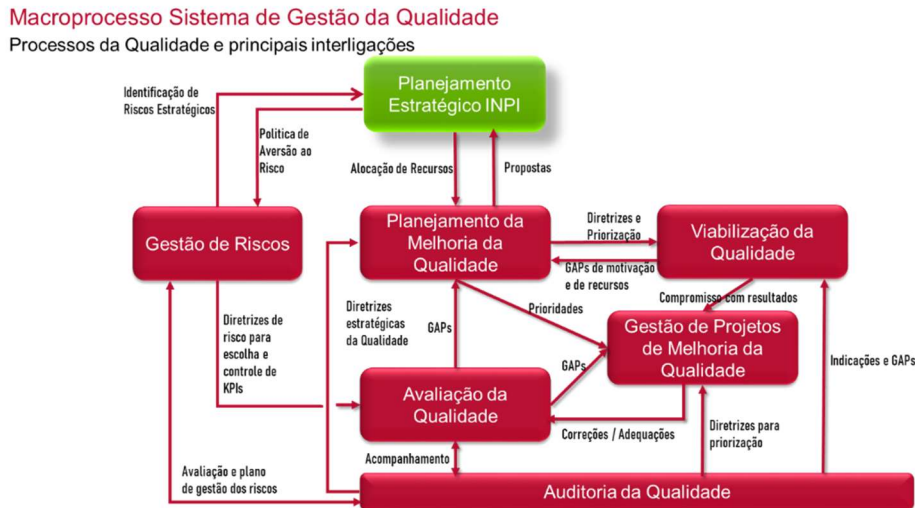 Macroprocesso Sistema de Gestão da Qualidade
Processos da Qualidade e principais interligações
Identificação de
Riscos Estratégicos
Planejamento
Estratégico INPI
Politica de
Aversão ao
Risco
Alocação de Recursos
Propostas
Gestão de Riscos
Planejamento da
Melhoria da
Qualidade
Diretrizes e
Priorização
Viabilização da
Qualidade
GAPs de motivação
e de recursos
Compromisso com resultados
Diretrizes de
risco para
escolha e
controle de
KPIs
Diretrizes
estratégicas
da Qualidade
GAPs
Prioridades
Gestão de Projetos
de Melhoria da
Qualidade
GAPs
Indicações e GAPs
Avaliação da
Qualidade
Correções / Adequações
Diretrizes para
priorização
Acompanhamento
Avaliação e plano
de gestão dos riscos
Auditoria da Qualidade